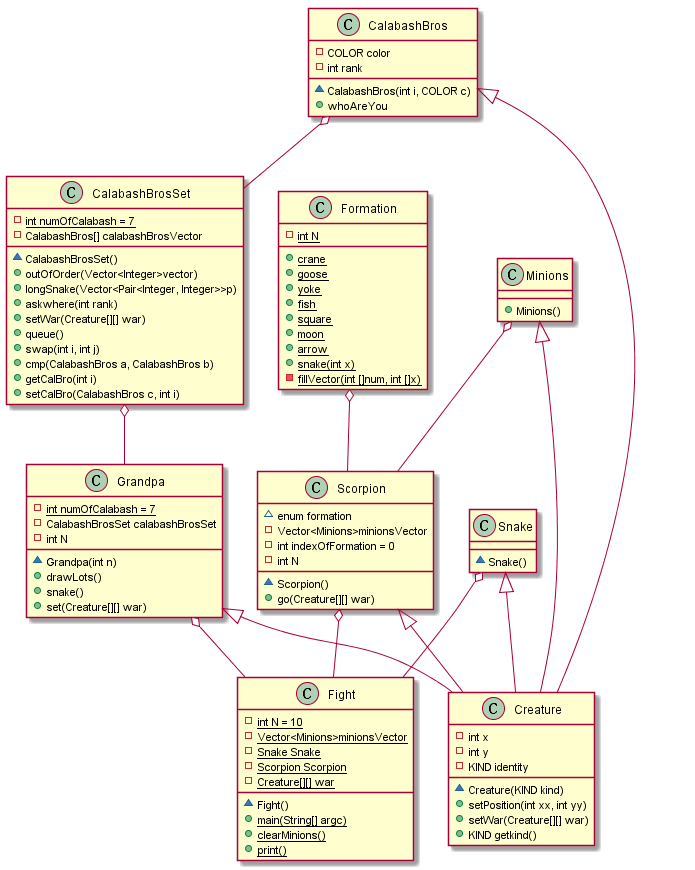 C CalabashBros
COLOR color
int rank
CalabashBros(int i, COLOR c)
whoAreYou
C CalabashBrosSet
int numOfCalabash = 7
CalabashBros[] calabashBrosVector
CalabashBrosSet()
outOfOrder(Vector<Integer>vector)
longSnake(Vector<Pair<Integer, Integer>>p)
askwhere(int rank)
setWar(Creature[][] war)
queue()
swap(int i, int j)
cmp(CalabashBros a, CalabashBros b)
getCalBro(int i)
setCalBro(CalabashBros c, int i)
C Formation
int N
crane
goose
yoke
fish
square
moon
arrow
snake(int x)
fillVector(int []num, int []x)
C Minions
Minions()
C Grandpa
int numOfCalabash = 7
CalabashBrosSet calabashBrosSet
int N
Grandpa(int n)
drawLots()
snake()
set(Creature[][] war)
C Scorpion
enum formation
Vector<Minions>minionsVector
int indexOfFormation = 0
int N
Scorpion()
go(Creature[][] war)
C Snake
Snake()
C Fight
int N = 10
Vector<Minions>minionsVector
Snake Snake
Scorpion Scorpion
Creature[][] war
Fight()
main(String[] argc)
clearMinions()
print()
C Creature
int x
int y
KIND identity
Creature(KIND kind)
setPosition(int xx, int yy)
setWar(Creature[][] war)
KIND getkind()